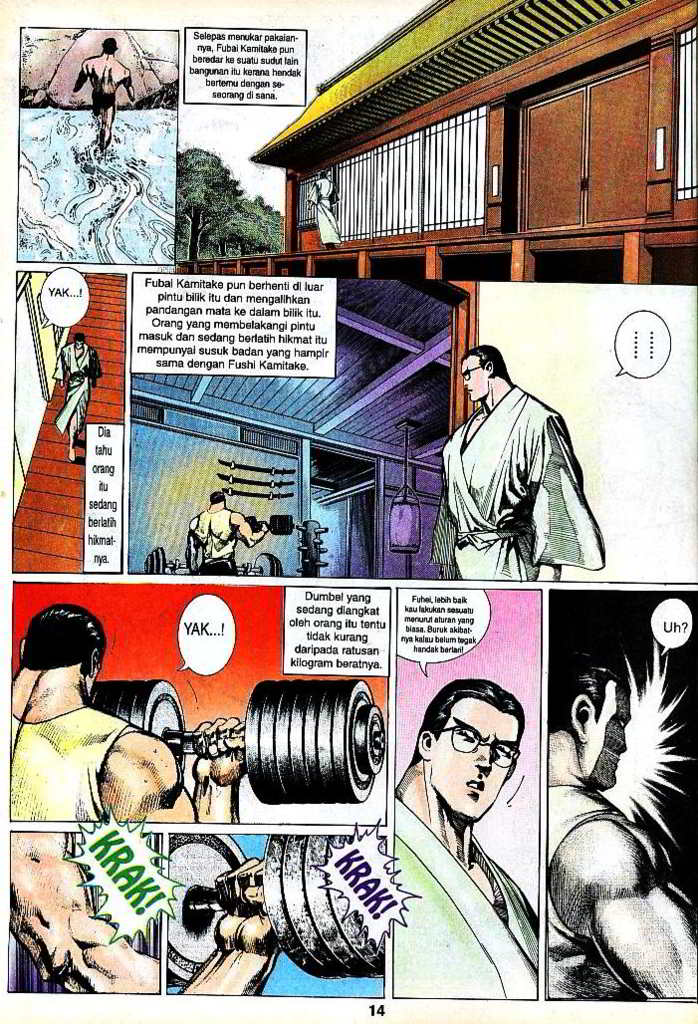 Selepas menukar pakaian-
nya, Fubai Kamitake pun
beredar ke suatu sudut lain
bangunan itu kerana hendak
bertemu dengan se-
seorang di sana.
YAK...!
Dia
tahu
orang
itu
sedang
berlatih
hikmat-
nya.
Fubai Kamitake pun berhenti di luar
pintu bilik itu dan mengalihkan
pandangan mata ke dalam bilik itu.
Orang yang membelakangi pintu
masuk dan sedang berlatih hikmat itu
mempunyai susuk badan yang hampir
sama dengan Fushi Kamitake.
YAK...!
Dumbel yang
sedang diangkat
oleh orang itu tentu
tidak kurang
daripada ratusan
kilogram beratnya.
KRAK!
KRAK!
Fuhei, lebih baik
kau lakukan sesuatu
menurut aturan yang
biasa. Buruk akibat-
nya kalau belum tegak
handak berlari!
Uh?
14